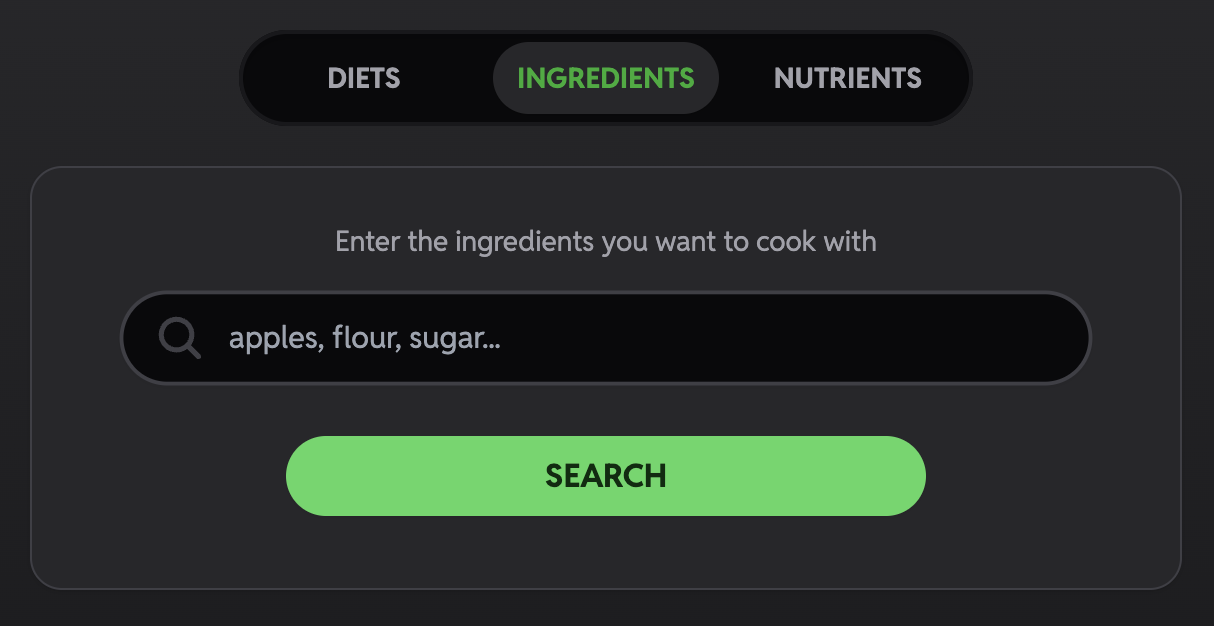 DIETS INGREDIENTS NUTRIENTS
Enter the ingredients you want to cook with
apples, flour, sugar...
SEARCH